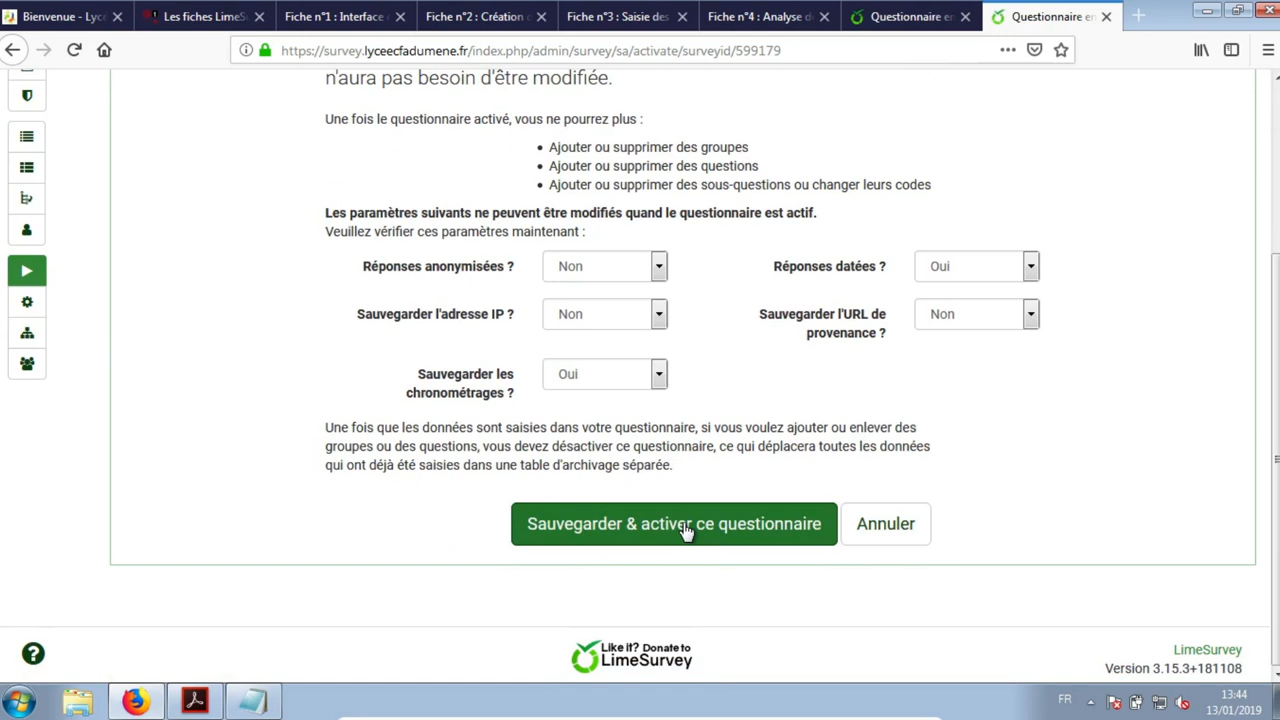 Bienvenue - Lyc
Les fiches LimeS
Fiche n°1 : Interface
Fiche n°2 : Création
Fiche n°3 : Saisie des
Fiche n°4 : Analyse d
Questionnaire en
Questionnaire en
https://survey.lyceecfadumene.fr/index.php/admin/survey/sa/activate/surveyid/599179
n'aura pas besoin d'être modifiée.
Une fois le questionnaire activé, vous ne pourrez plus :
• Ajouter ou supprimer des groupes
• Ajouter ou supprimer des questions
• Ajouter ou supprimer des sous-questions ou changer leurs codes
Les paramètres suivants ne peuvent être modifiés quand le questionnaire est actif.
Veuillez vérifier ces paramètres maintenant :
Réponses anonymisées ? Non Réponses datées ? Oui
Sauvegarder l'adresse IP ? Non Sauvegarder l'URL de
provenance ? Non
Sauvegarder les
chronométrages ? Oui
Une fois que les données sont saisies dans votre questionnaire, si vous voulez ajouter ou enlever des
groupes ou des questions, vous devez désactiver ce questionnaire, ce qui déplacera toutes les données
qui ont déjà été saisies dans une table d'archivage séparée.
Sauvegarder & activer ce questionnaire Annuler
Like it? Donate to
LimeSurvey
LimeSurvey
Version 3.15.3+181108
FR
13:44
13/01/2019